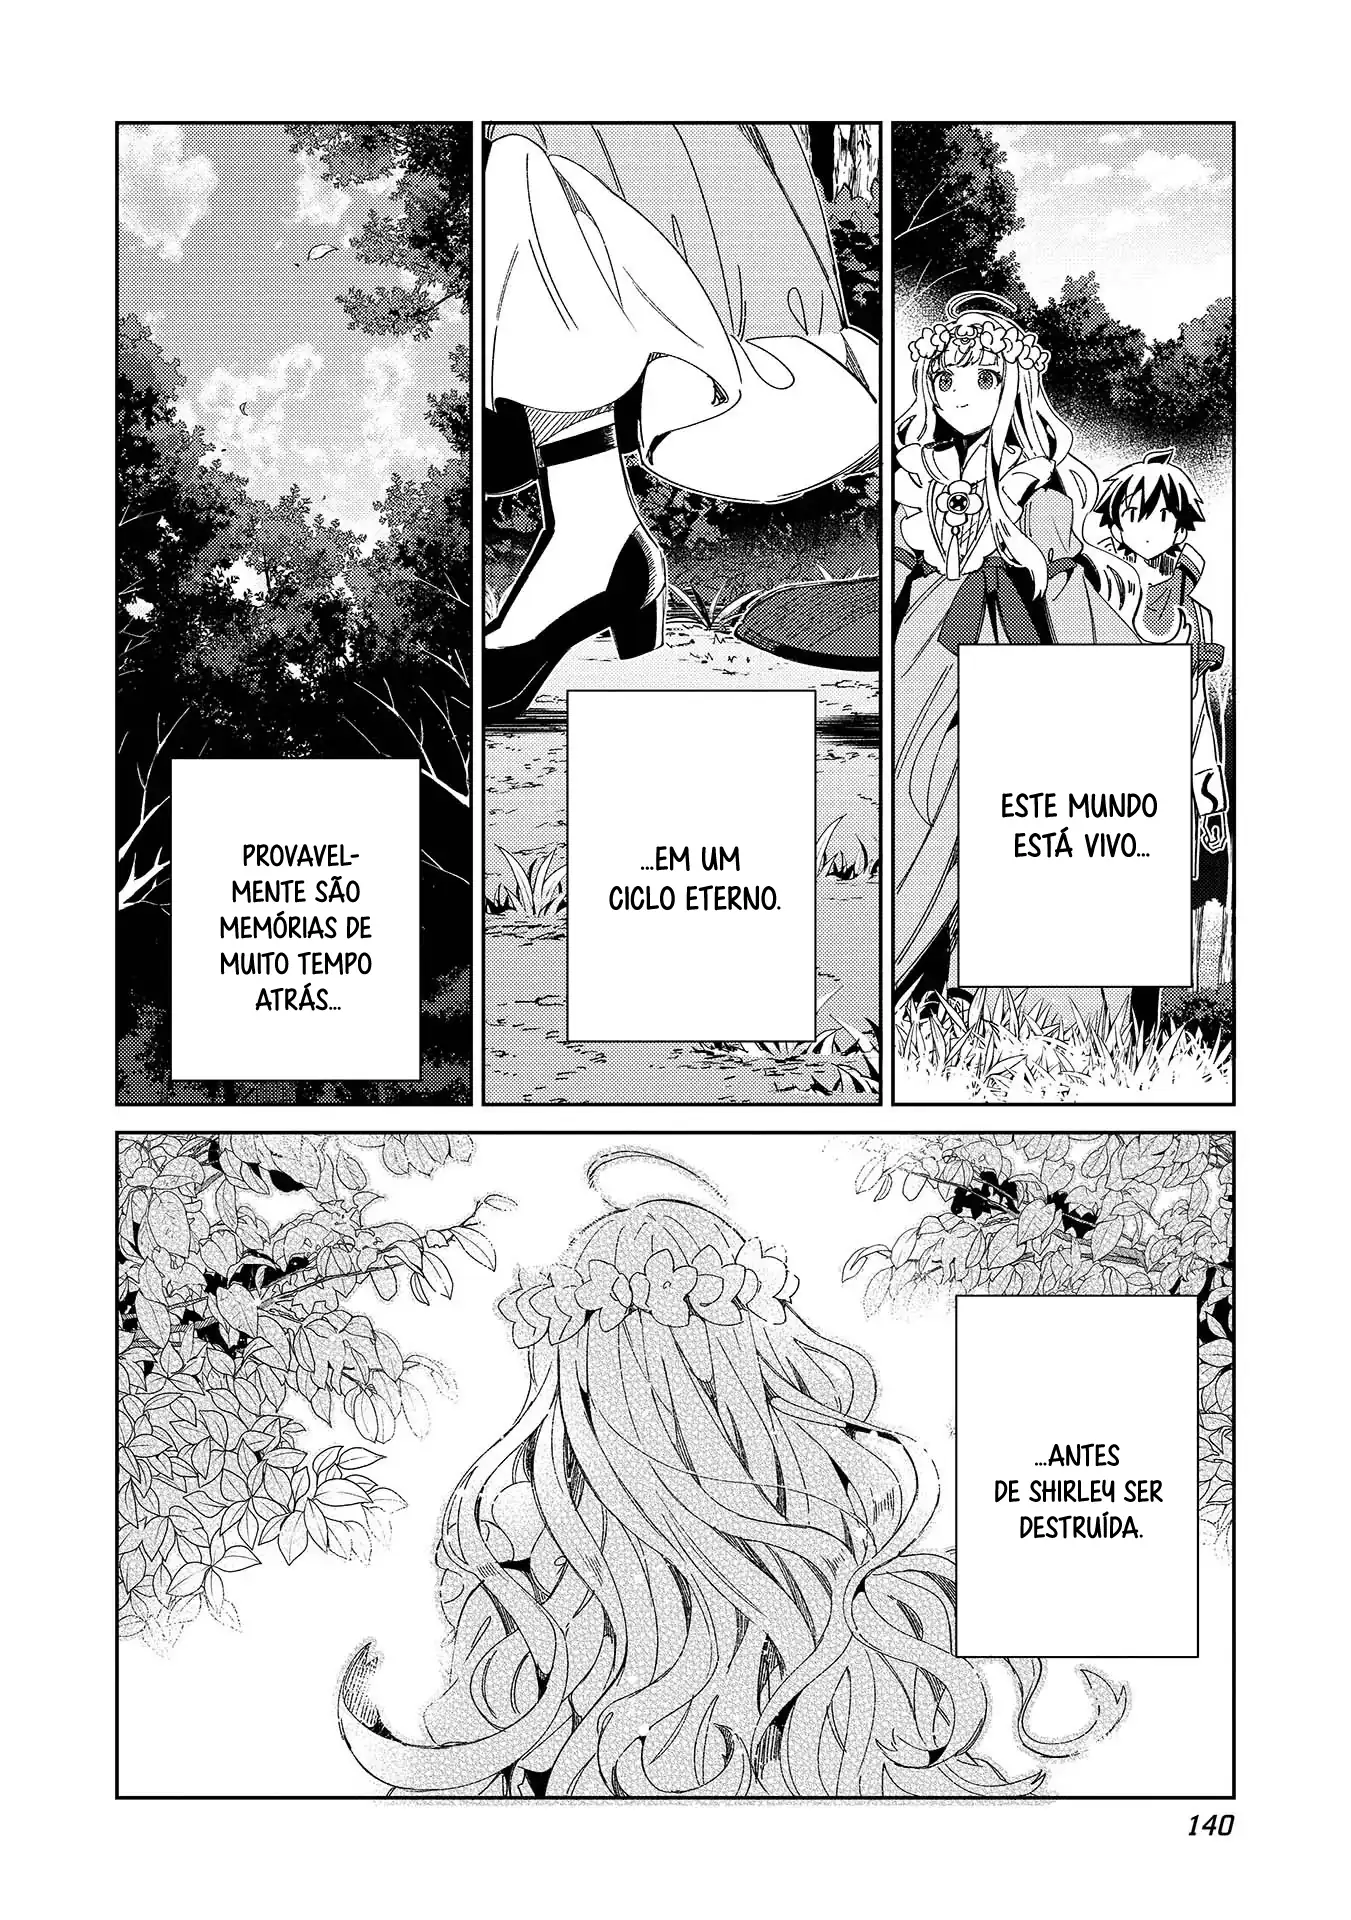 ESTE MUNDO
ESTÁ VIVO...
...EM UM
CICLO ETERNO.
PROVAVEL-
MENTE SÃO
MEMÓRIAS DE
MUITO TEMPO
ATRÁS...
...ANTES
DE SHIRLEY SER
DESTRUÍDA.
140